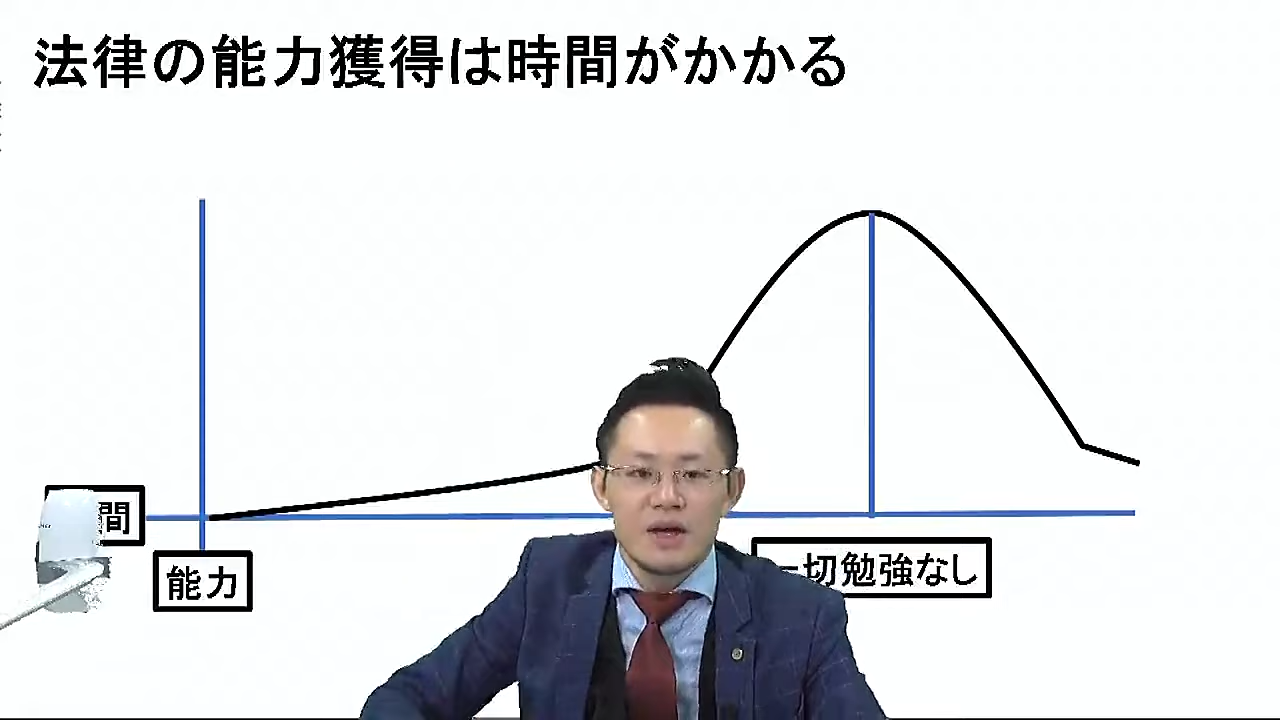 法律の能力獲得は時間がかかる
間
能力
一切勉強なし